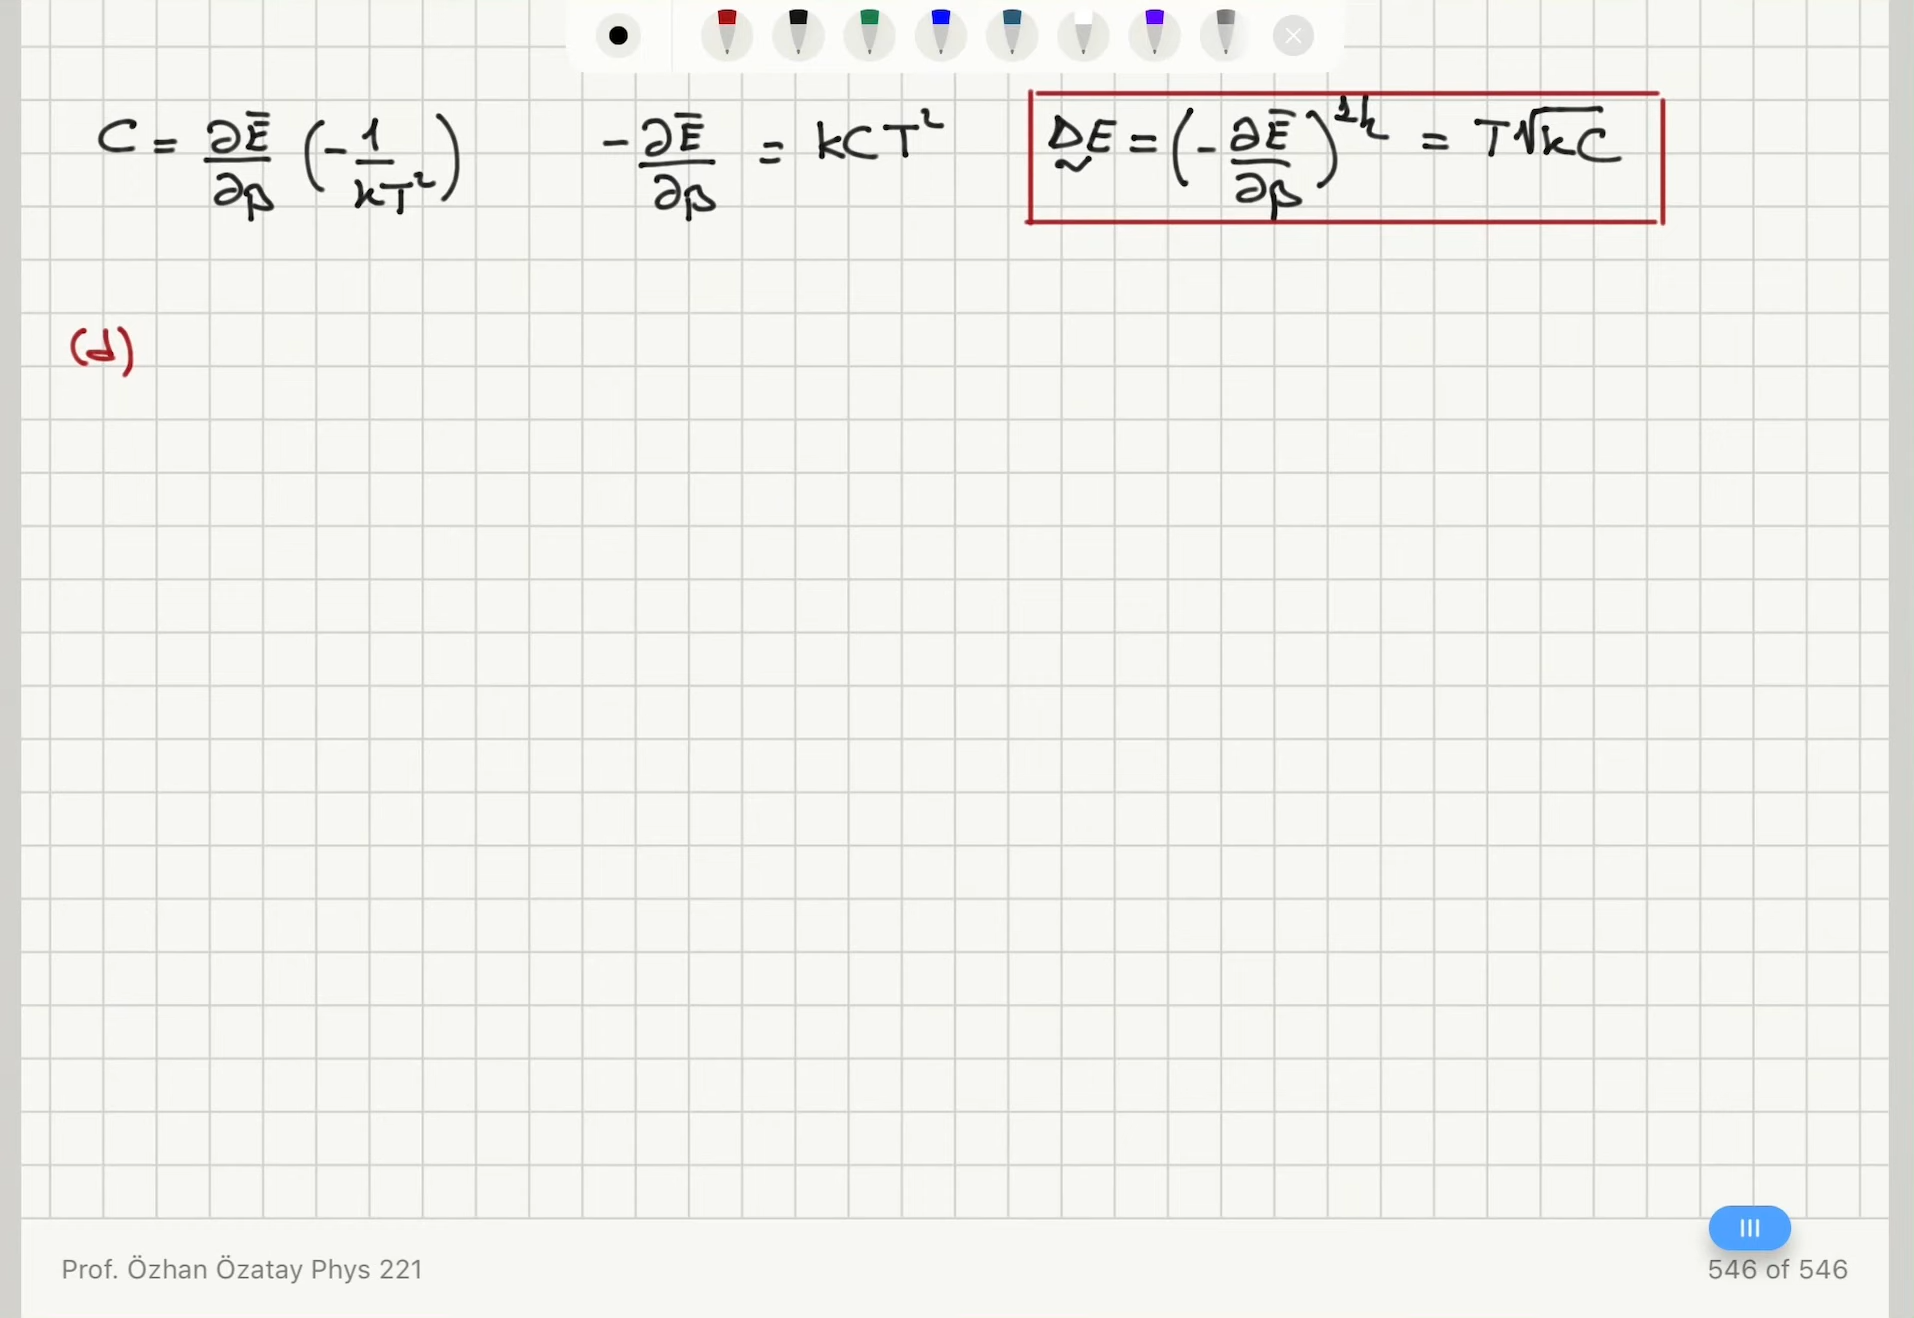 C = ∂Ē/∂β (-1/kT²)   -∂Ē/∂β = kCT²   ΔE = (-∂Ē/∂β)^1/2 = T√kC
(d)
Prof. Özhan Özatay Phys 221
546 of 546